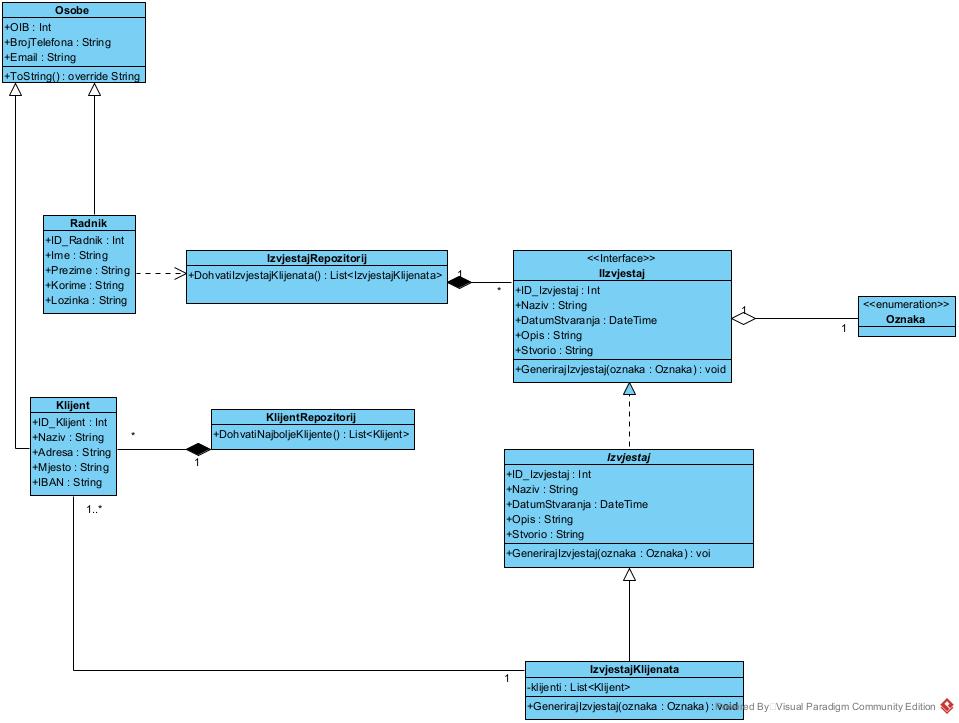 Osobe
+OIB : Int
+BrojTelefona : String
+Email : String
+ToString() : override String
Radnik
+ID_Radnik : Int
+Ime : String
+Prezime : String
+Korime : String
+Lozinka : String
IzvjestajRepozitorij
+DohvatiIzvjestajKlijenata() : List<IzvjestajKlijenata>
1
*
<<Interface>>
IIzvjestaj
+ID_Izvjestaj : Int
+Naziv : String
+DatumStvaranja : DateTime
+Opis : String
+Stvorio : String
+GenerirajIzvjestaj(oznaka : Oznaka) : void
1
1
<<enumeration>>
Oznaka
Klijent
+ID_Klijent : Int
+Naziv : String
+Adresa : String
+Mjesto : String
+IBAN : String
*
1
KlijentRepozitorij
+DohvatiNajboljeKlijente() : List<Klijent>
Izvjestaj
+ID_Izvjestaj : Int
+Naziv : String
+DatumStvaranja : DateTime
+Opis : String
+Stvorio : String
+GenerirajIzvjestaj(oznaka : Oznaka) : voi
1..*
1
IzvjestajKlijenata
-klijenti : List<Klijent>
+GenerirajIzvjestaj(oznaka : Oznaka) : void
Powered By Visual Paradigm Community Edition